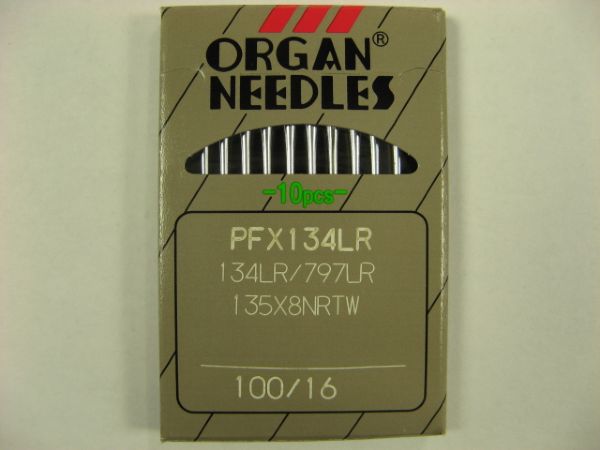 ORGAN®
NEEDLES
-10pcs-
PFX134LR
134LR/797LR
135X8NRTW
100/16